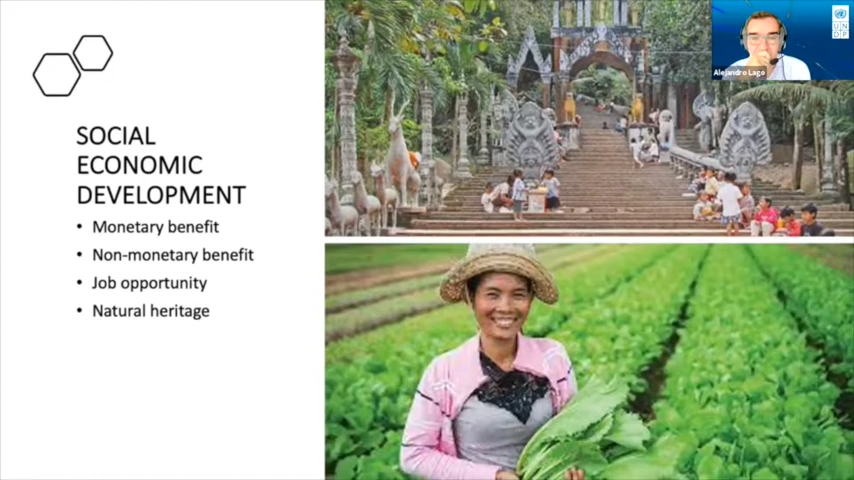 SOCIAL
ECONOMIC
DEVELOPMENT
• Monetary benefit
• Non-monetary benefit
• Job opportunity
• Natural heritage
Alejandro Lago
U N
D P